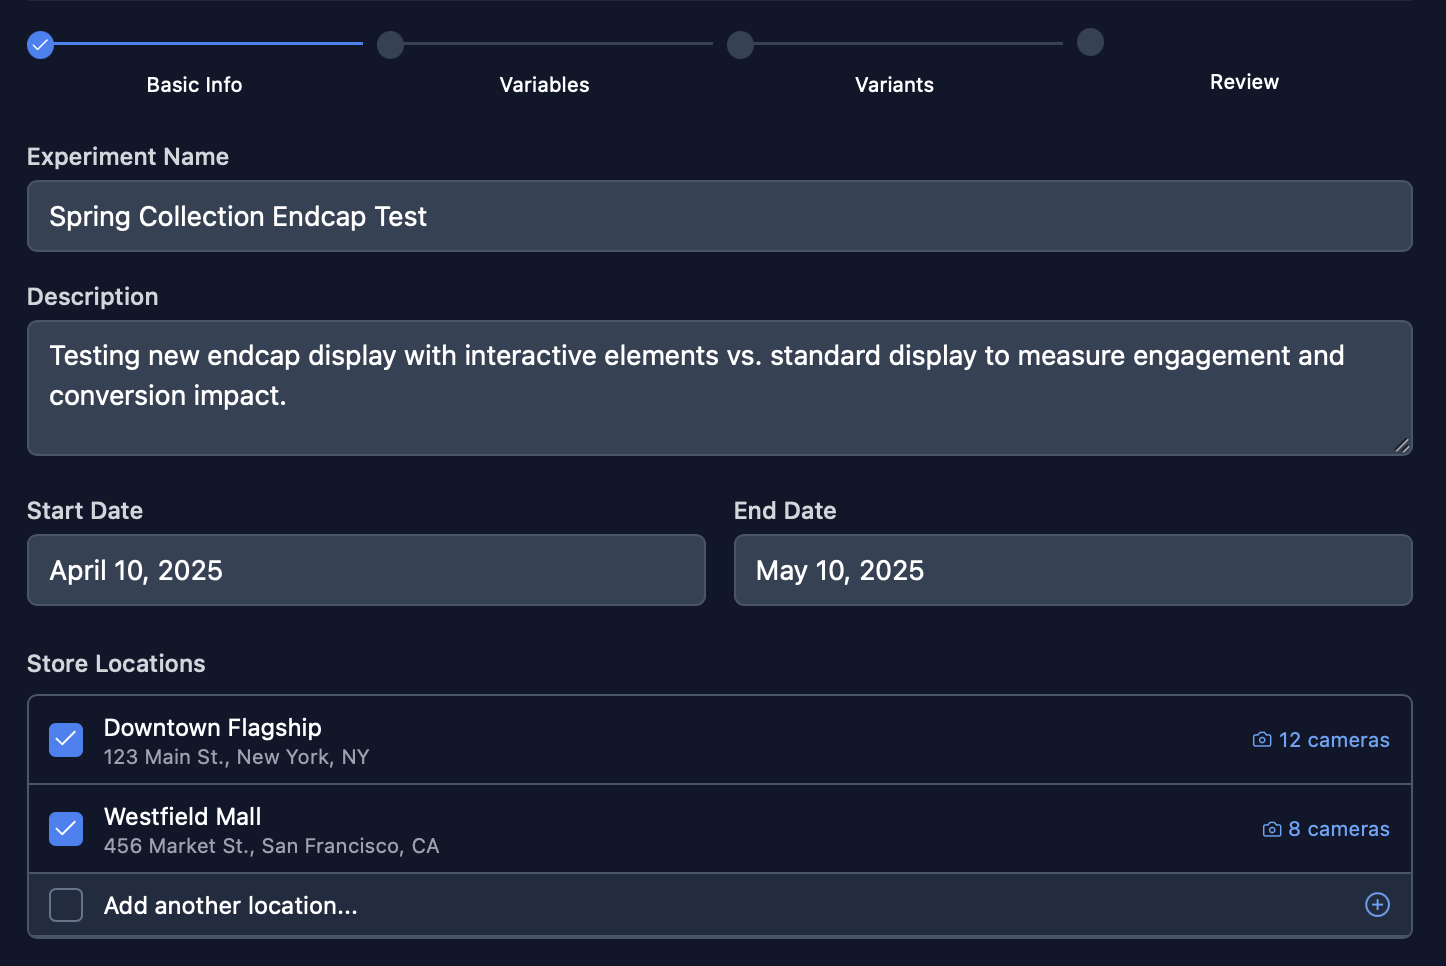 Basic Info
Variables
Variants
Review
Experiment Name
Spring Collection Endcap Test
Description
Testing new endcap display with interactive elements vs. standard display to measure engagement and
conversion impact.
Start Date
End Date
April 10, 2025
May 10, 2025
Store Locations
Downtown Flagship
123 Main St., New York, NY
12 cameras
Westfield Mall
456 Market St., San Francisco, CA
8 cameras
Add another location...